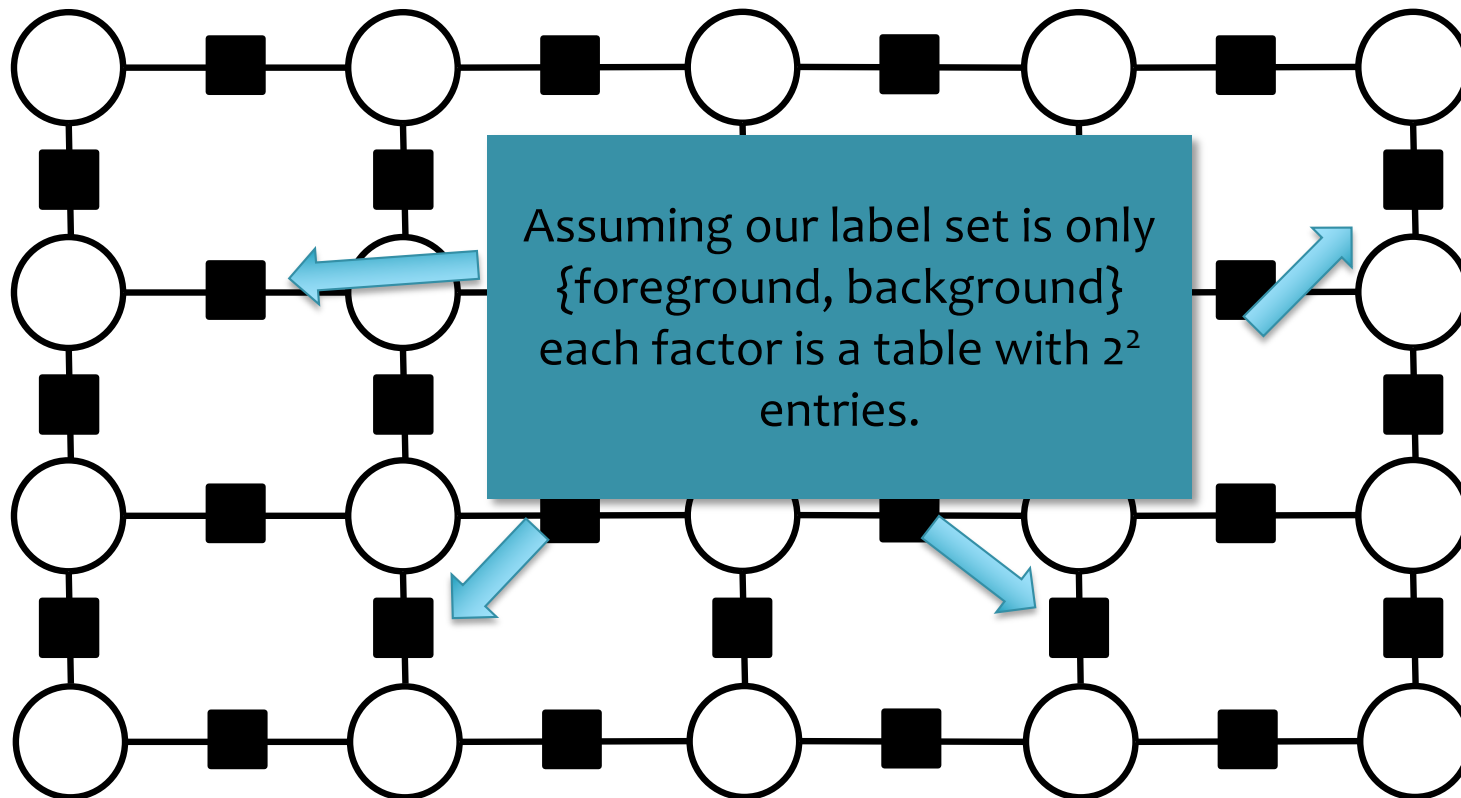 Assuming our label set is only
{foreground, background}
each factor is a table with 2²
entries.